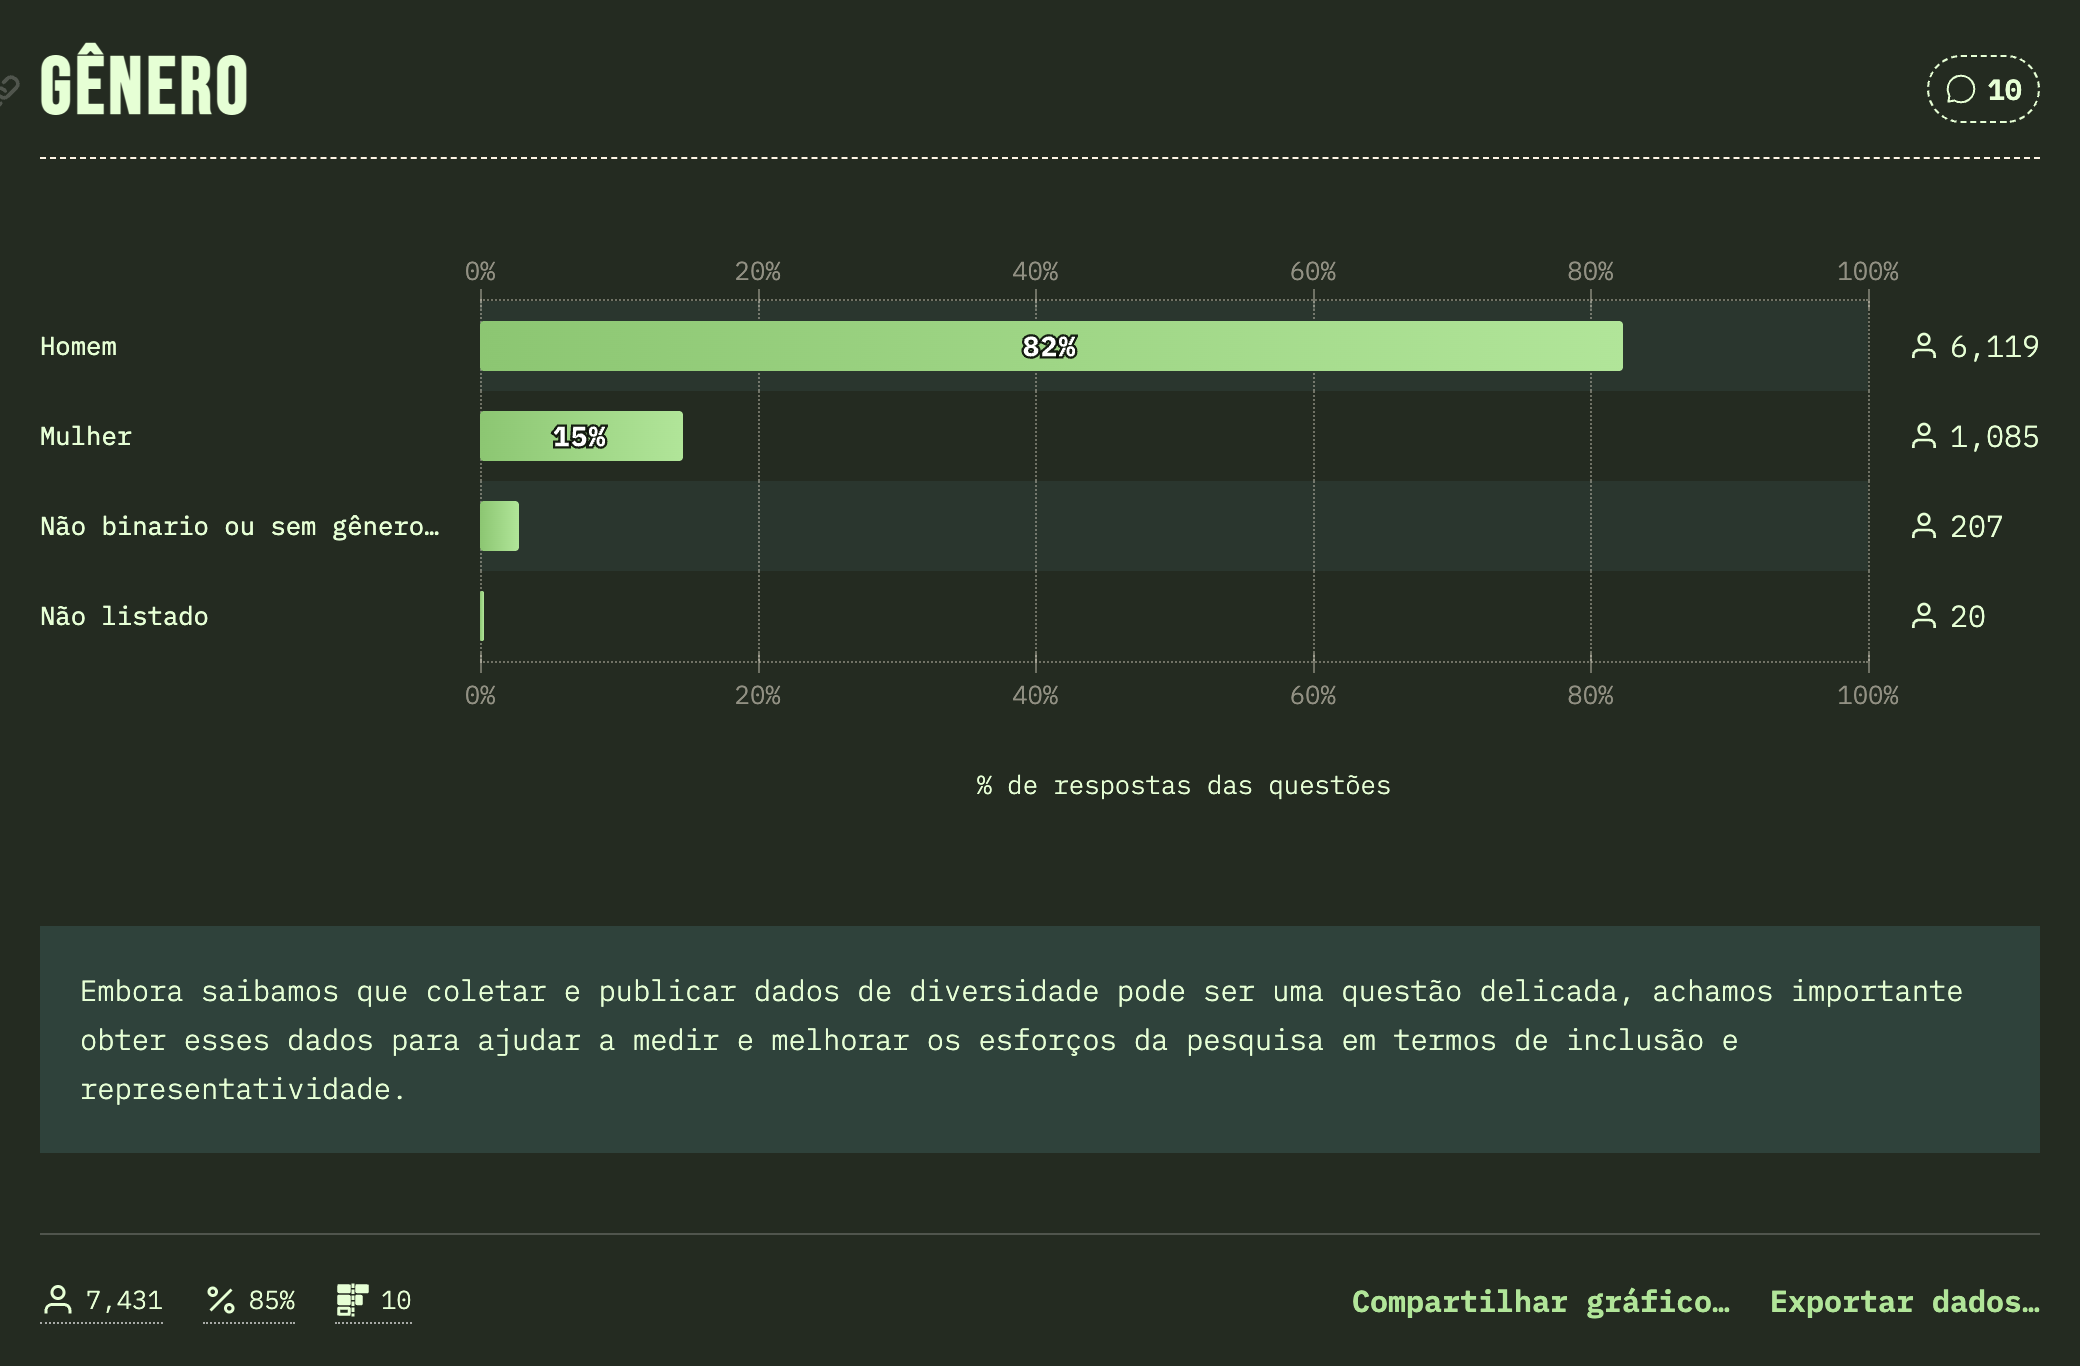 GÊNERO
10
0% 20% 40% 60% 80% 100%
Homem 82% 6,119
Mulher 15% 1,085
Não binario ou sem gênero… 207
Não listado 20
0% 20% 40% 60% 80% 100%
% de respostas das questões
Embora saibamos que coletar e publicar dados de diversidade pode ser uma questão delicada, achamos importante
obter esses dados para ajudar a medir e melhorar os esforços da pesquisa em termos de inclusão e
representatividade.
7,431 85% 10 Compartilhar gráfico… Exportar dados…